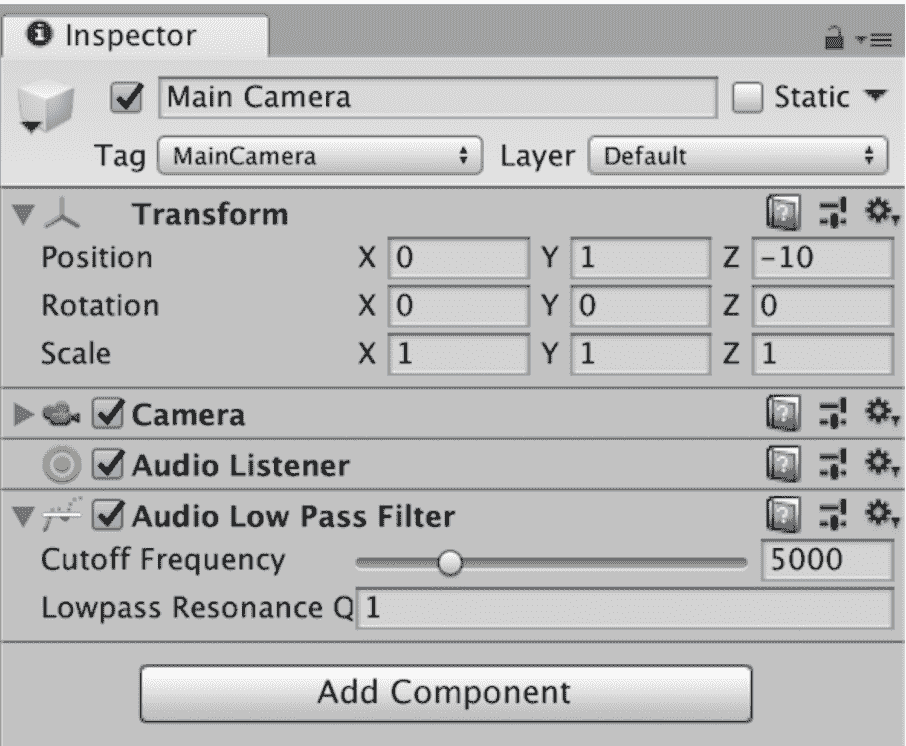 Inspector
Main Camera Static
Tag MainCamera Layer Default
Transform
Position X 0 Y 1 Z -10
Rotation X 0 Y 0 Z 0
Scale X 1 Y 1 Z 1
Camera
Audio Listener
Audio Low Pass Filter
Cutoff Frequency 5000
Lowpass Resonance Q 1
Add Component